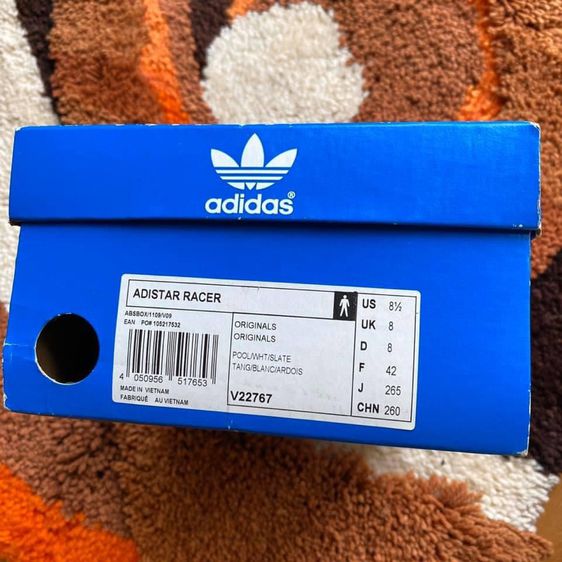 adidas®
ADISTAR RACER
ABSBOX/1109/V09
EAN PO# 105217532
4 050956 517653
MADE IN VIETNAM
FABRIQUÉ AU VIETNAM
ORIGINALS
ORIGINALS
POOL/WHT/SLATE
TANG/BLANC/ARDOIS
V22767
US 8½
UK 8
D 8
F 42
J 265
CHN 260